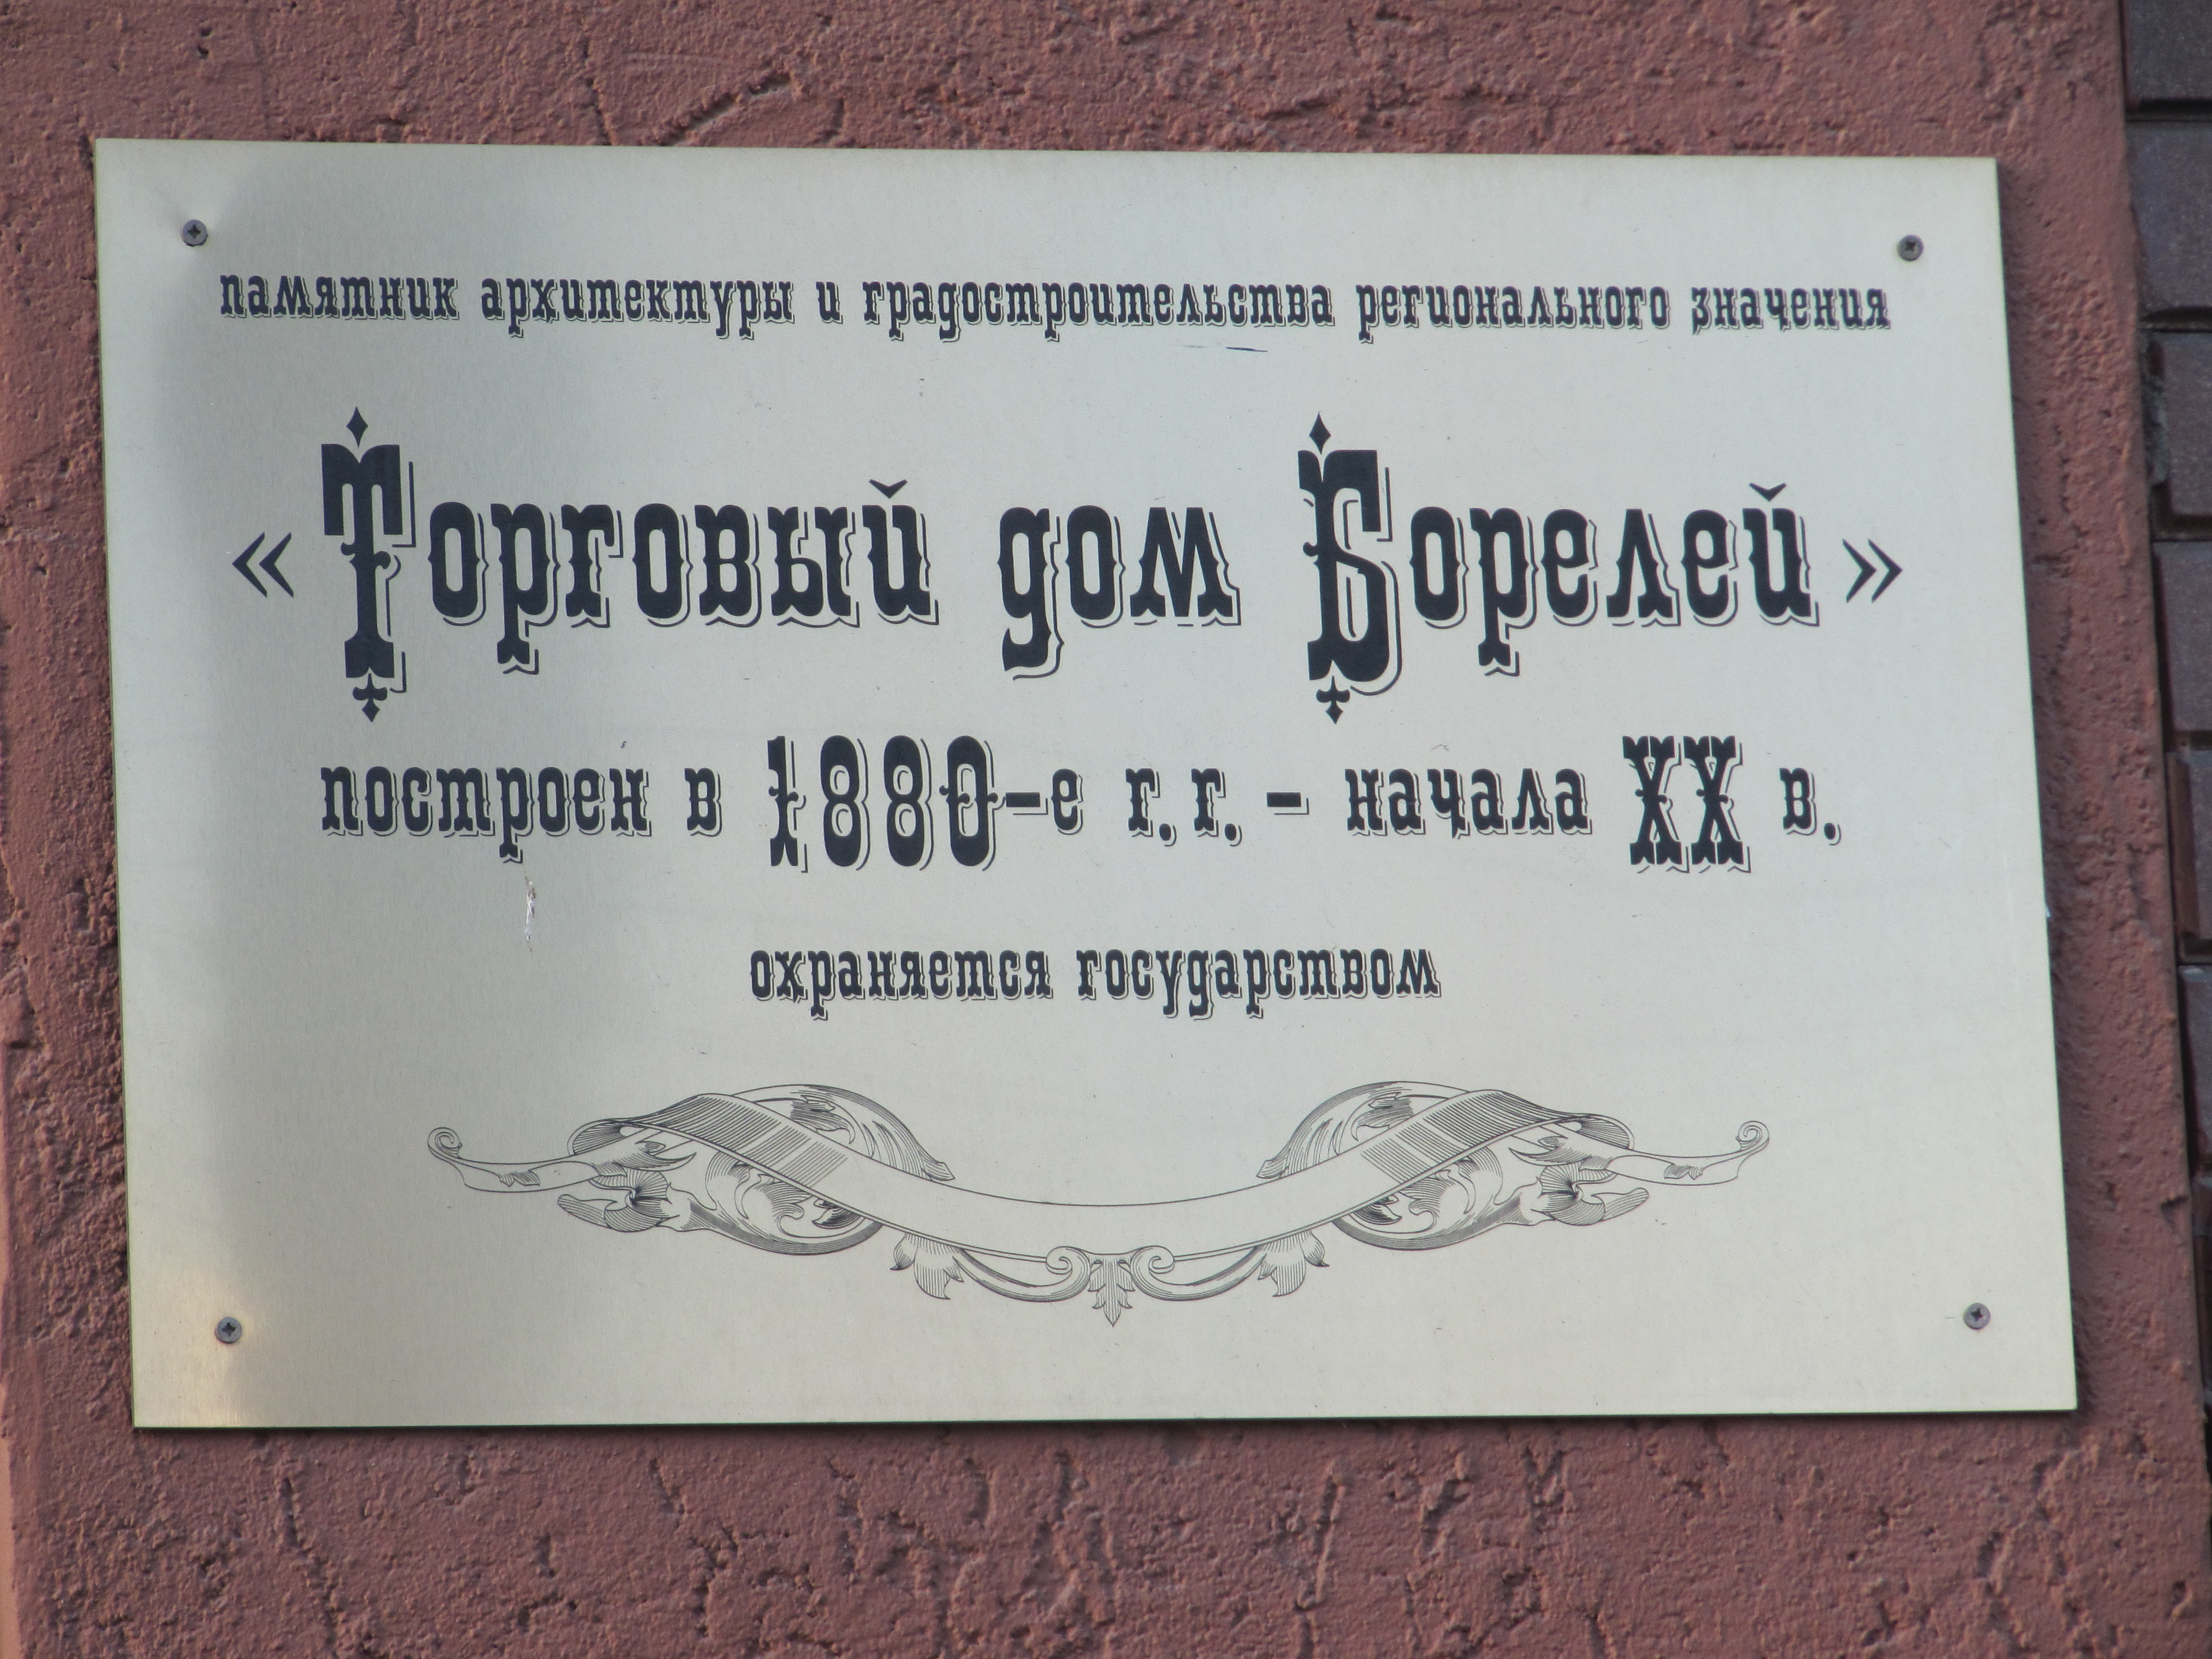 памятник архитектуры и градостроительства регионального значения
«Торговый дом Борелей»
построен в 1880-е г.г. - начала XX в.
охраняется государством